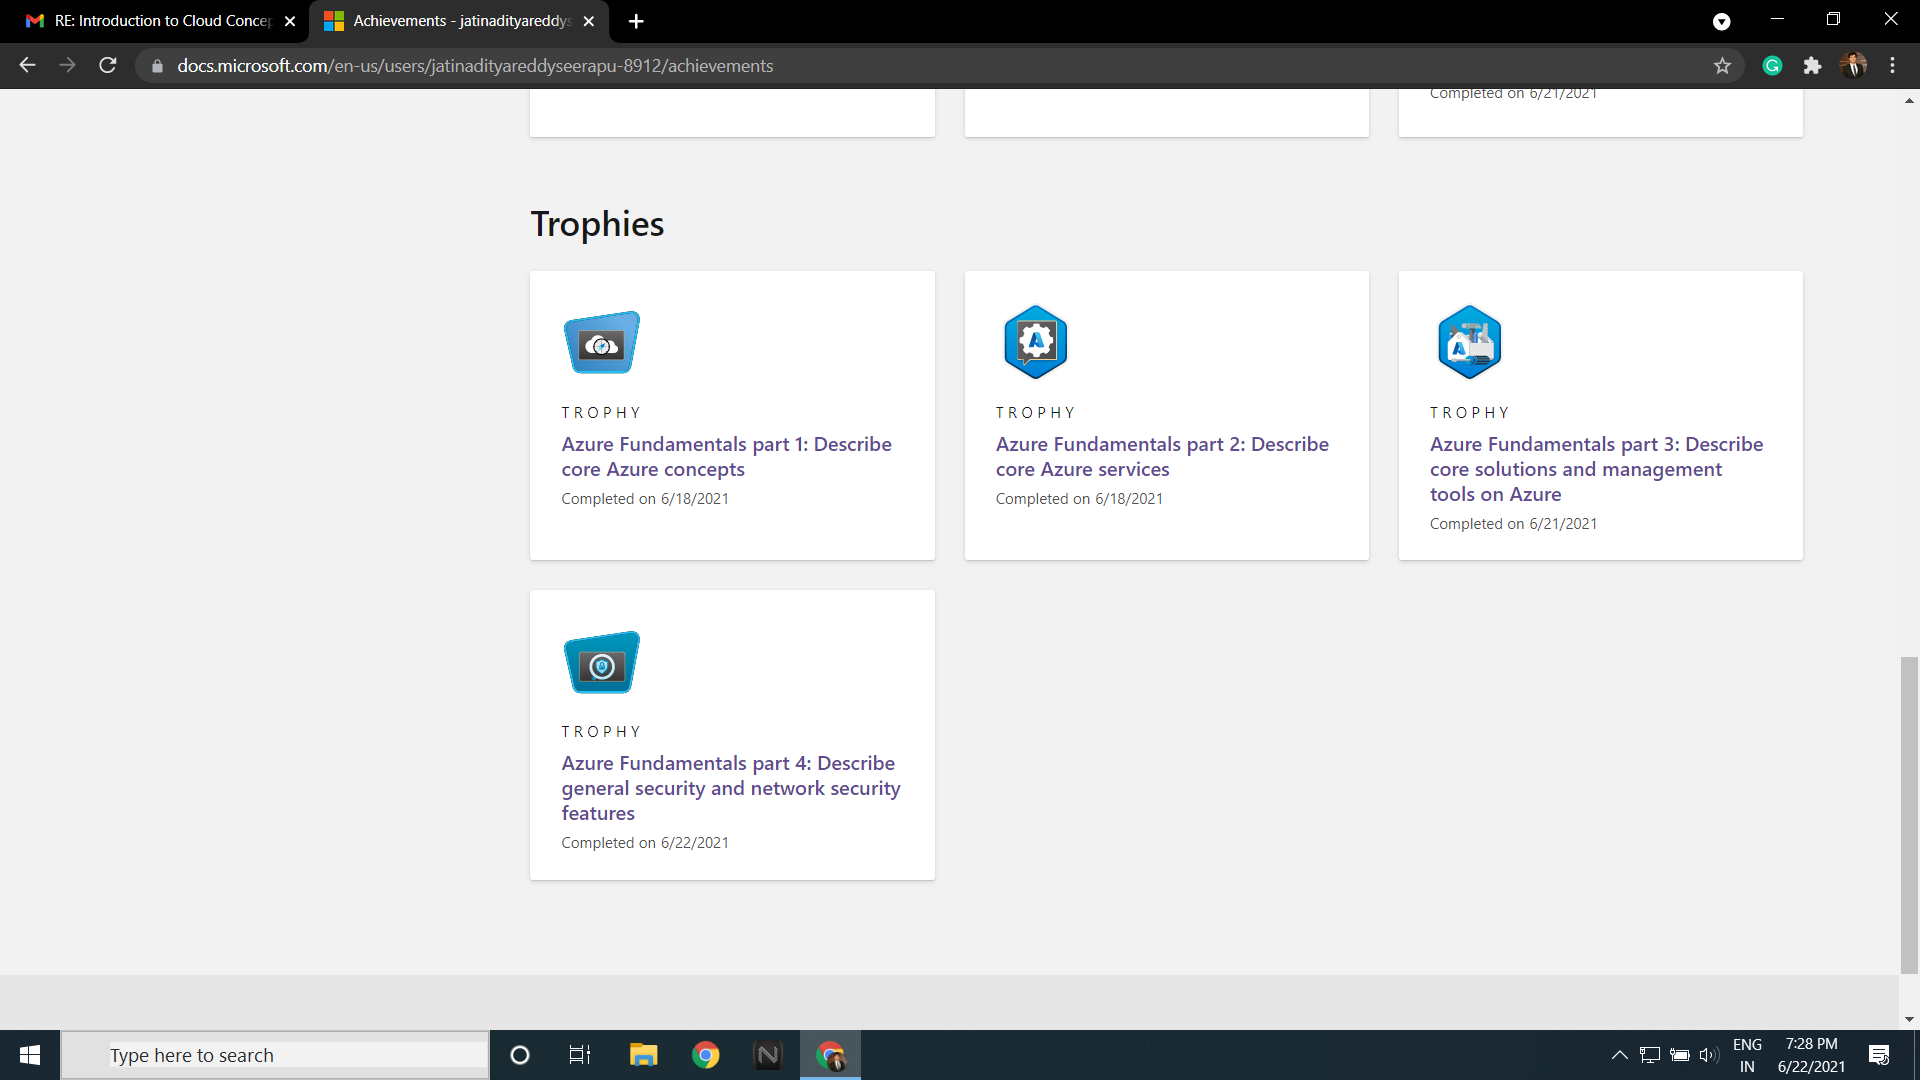 RE: Introduction to Cloud Concep
Achievements - jatinadityareddys
docs.microsoft.com/en-us/users/jatinadityareddyseerapu-8912/achievements
Completed on 6/21/2021
Trophies
TROPHY
Azure Fundamentals part 1: Describe
core Azure concepts
Completed on 6/18/2021
TROPHY
Azure Fundamentals part 2: Describe
core Azure services
Completed on 6/18/2021
TROPHY
Azure Fundamentals part 3: Describe
core solutions and management
tools on Azure
Completed on 6/21/2021
TROPHY
Azure Fundamentals part 4: Describe
general security and network security
features
Completed on 6/22/2021
Type here to search
ENG
IN
7:28 PM
6/22/2021